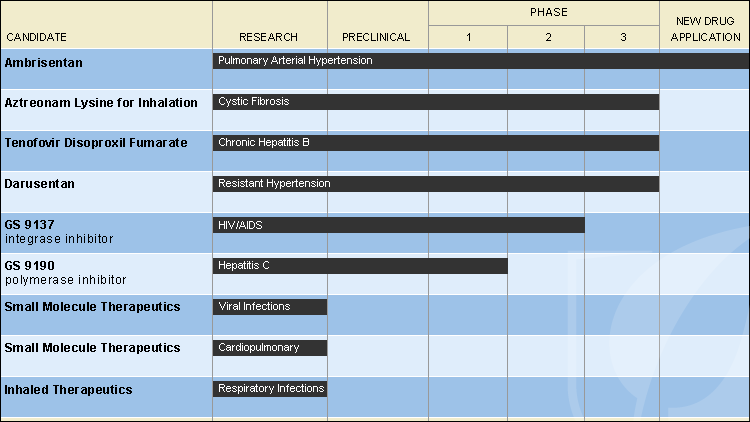 PHASE
NEW DRUG
CANDIDATE RESEARCH PRECLINICAL 1 2 3 APPLICATION
Ambrisentan Pulmonary Arterial Hypertension
Aztreonam Lysine for Inhalation Cystic Fibrosis
Tenofovir Disoproxil Fumarate Chronic Hepatitis B
Darusentan Resistant Hypertension
GS 9137 HIV/AIDS
integrase inhibitor
GS 9190 Hepatitis C
polymerase inhibitor
Small Molecule Therapeutics Viral Infections
Small Molecule Therapeutics Cardiopulmonary
Inhaled Therapeutics Respiratory Infections